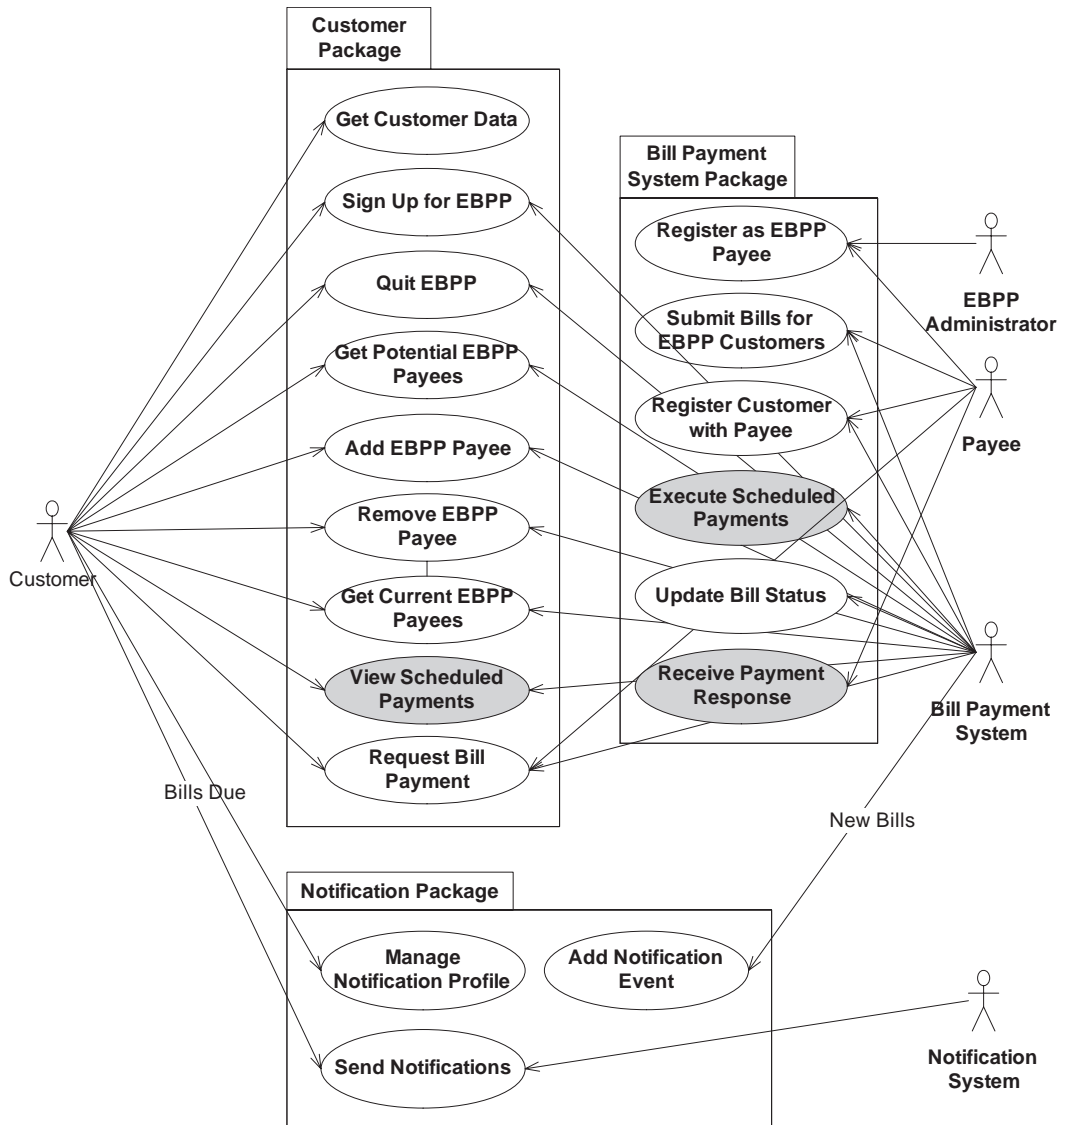 Customer
Package
Get Customer Data
Sign Up for EBPP
Quit EBPP
Get Potential EBPP
Payees
Add EBPP Payee
Remove EBPP
Payee
Get Current EBPP
Payees
View Scheduled
Payments
Request Bill
Payment
Bill Payment
System Package
Register as EBPP
Payee
Submit Bills for
EBPP Customers
Register Customer
with Payee
Execute Scheduled
Payments
Update Bill Status
Receive Payment
Response
EBPP
Administrator
Payee
Bill Payment
System
Customer
Bills Due
New Bills
Notification Package
Manage
Notification Profile
Add Notification
Event
Send Notifications
Notification
System